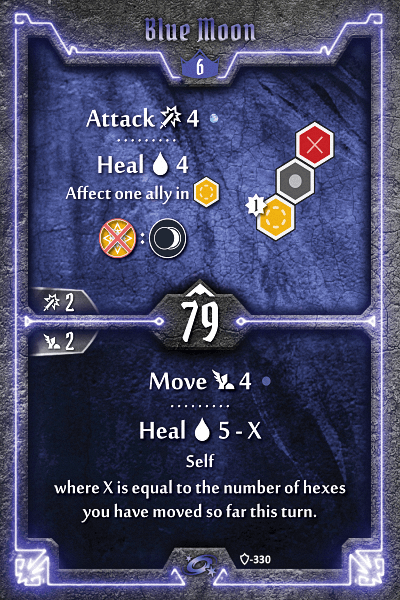 Blue Moon
6
Attack 4
Heal 4
Affect one ally in
1
:
2
79
2
Move 4
Heal 5 - X
Self
where X is equal to the number of hexes
you have moved so far this turn.
-330